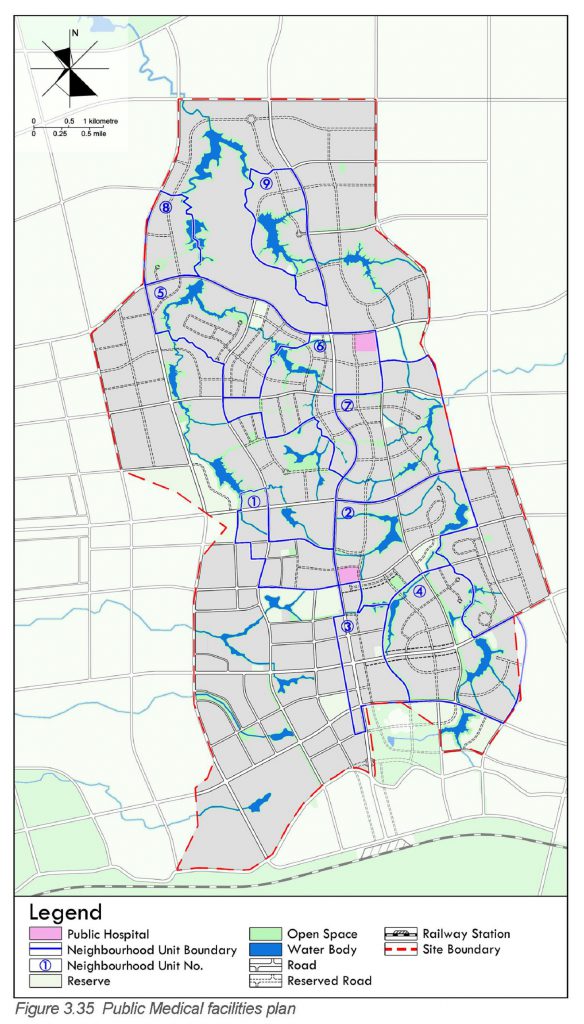 N
0 0.5 1 kilometre
0 0.25 0.5 mile
9
8
5
6
7
1
2
4
3
Legend
Public Hospital
Neighbourhood Unit Boundary
1 Neighbourhood Unit No.
Reserve
Open Space
Water Body
Road
Reserved Road
Railway Station
Site Boundary
Figure 3.35 Public Medical facilities plan